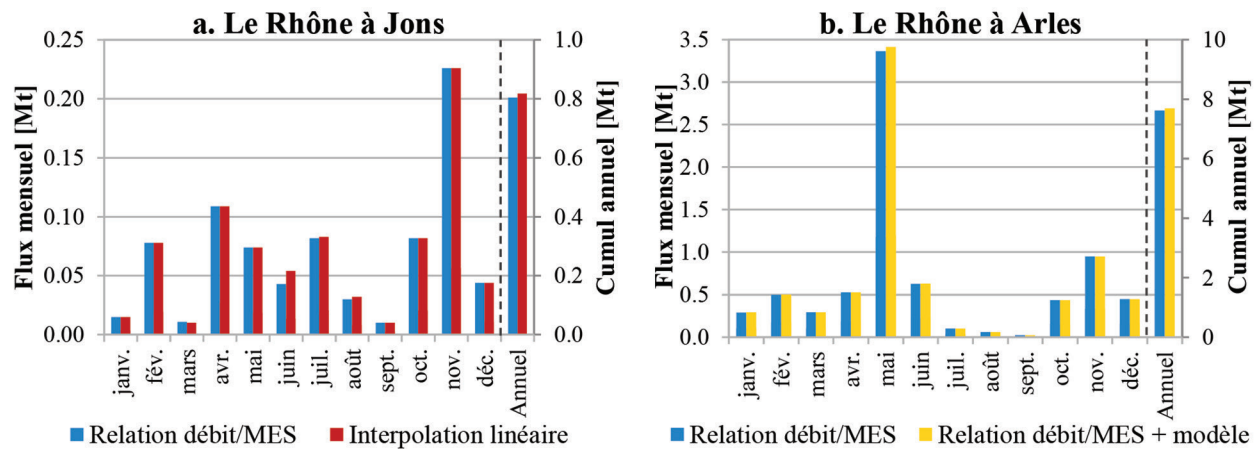 a. Le Rhône à Jons
Flux mensuel [Mt]
0.25
0.20
0.15
0.10
0.05
0.00
1.0
0.8
0.6
0.4
0.2
0.0
Cumul annuel [Mt]
janv.
fév.
mars
avr.
mai
juin
juil.
août
sept.
oct.
nov.
déc.
Annuel
Relation débit/MES
Interpolation linéaire
b. Le Rhône à Arles
Flux mensuel [Mt]
3.5
3.0
2.5
2.0
1.5
1.0
0.5
0.0
10
8
6
4
2
0
Cumul annuel [Mt]
janv.
fév.
mars
avr.
mai
juin
juil.
août
sept.
oct.
nov.
déc.
Annuel
Relation débit/MES
Relation débit/MES + modèle